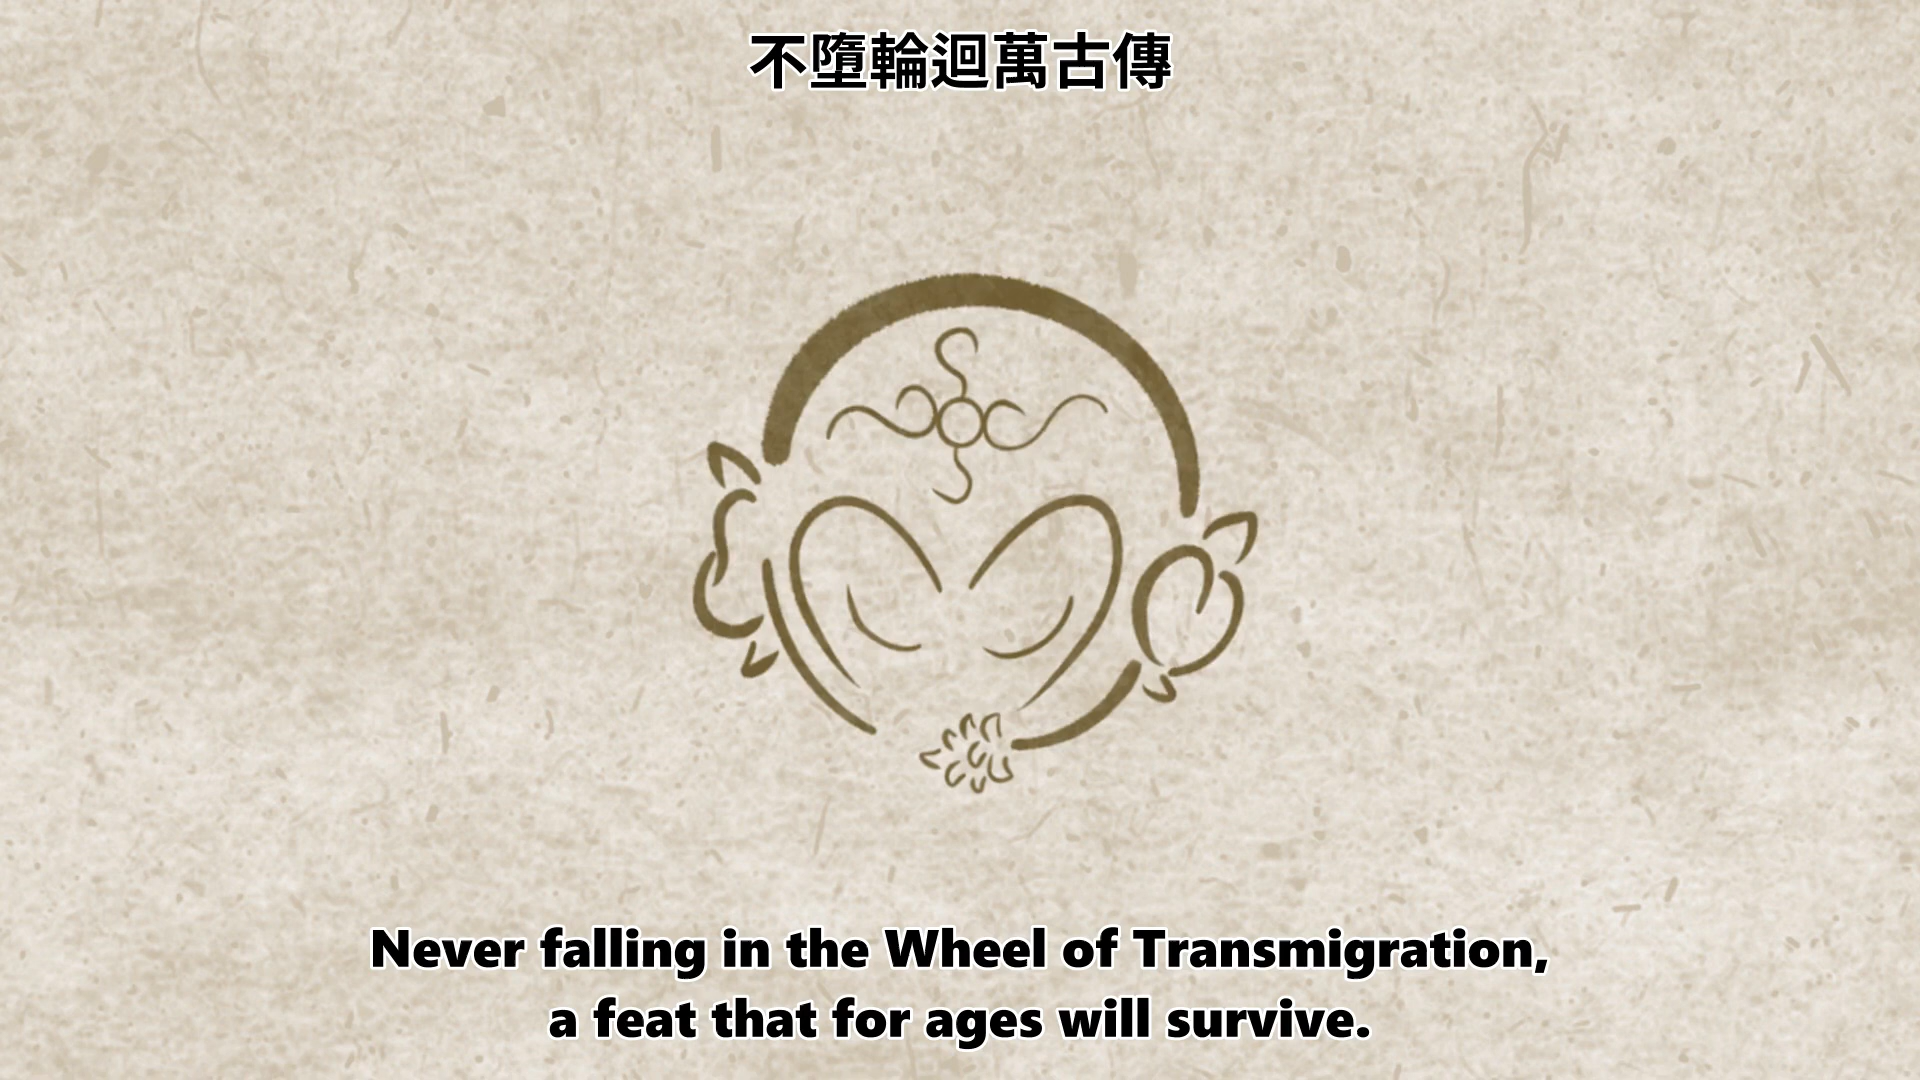 不墮輪迴萬古傳
Never falling in the Wheel of Transmigration,
a feat that for ages will survive.